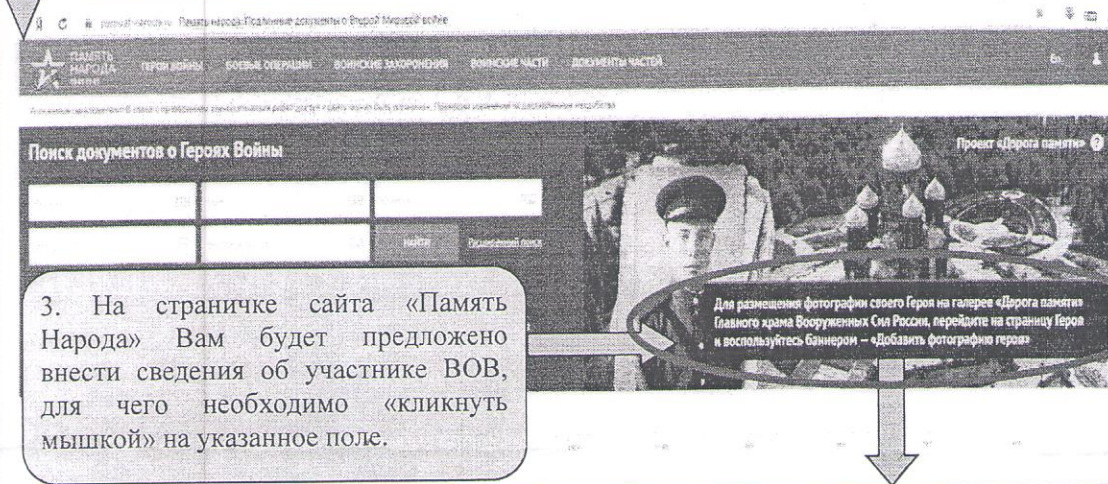 Память народа::Подлинные документы о Второй Мировой войне
ПАМЯТЬ
НАРОДА
ГЕРОИ ВОЙНЫ БОЕВЫЕ ОПЕРАЦИИ ВОИНСКИЕ ЗАХОРОНЕНИЯ ВОИНСКИЕ ЧАСТИ ДОКУМЕНТЫ ЧАСТЕЙ
En
Поиск документов о Героях Войны
Проект «Дорога памяти» ?
НАЙТИ Расширенный поиск
3. На страничке сайта «Память
Народа» Вам будет предложено
внести сведения об участнике ВОВ,
для чего необходимо «кликнуть
мышкой» на указанное поле.
Для размещения фотографии своего Героя на галерее «Дорога памяти»
Главного храма Вооруженных Сил России, перейдите на страницу Героя
и воспользуйтесь баннером – «Добавить фотографию героя»